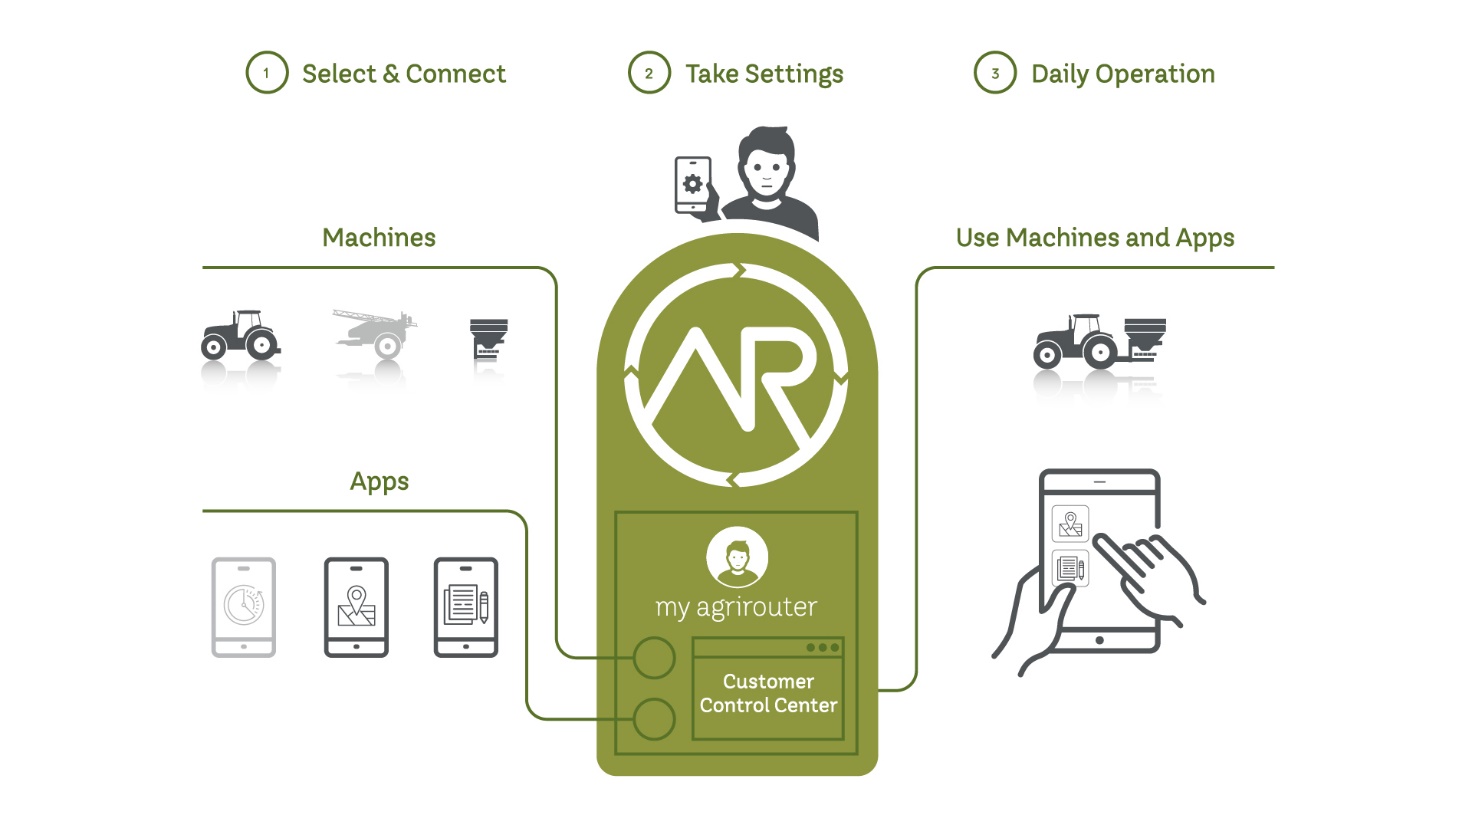 1 Select & Connect
2 Take Settings
3 Daily Operation
Machines
Use Machines and Apps
AR
Apps
my agrirouter
Customer
Control Center